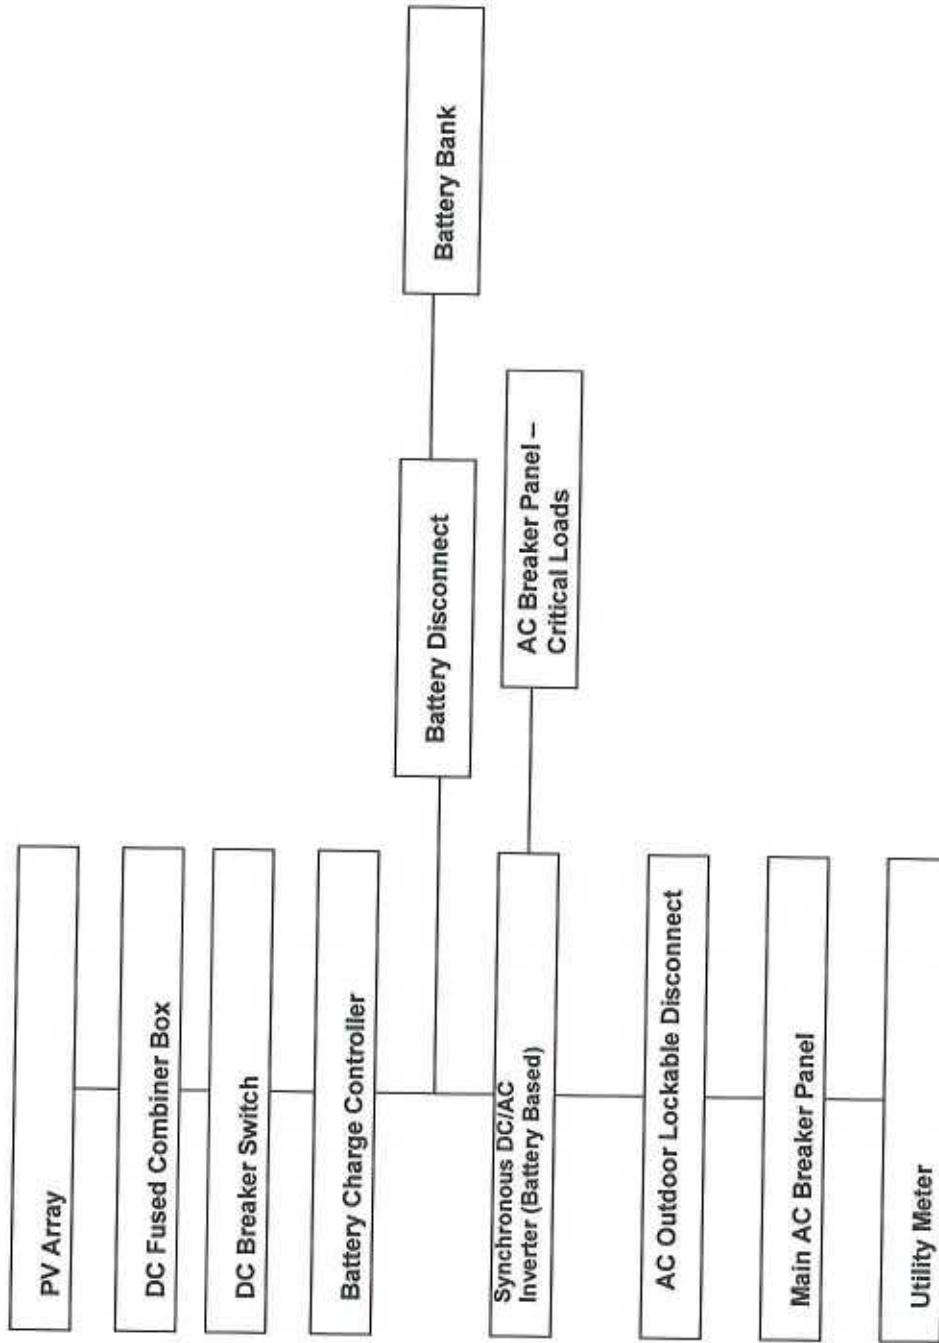 PV Array
DC Fused Combiner Box
DC Breaker Switch
Battery Charge Controller
Battery Disconnect
Battery Bank
Synchronous DC/AC
Inverter (Battery Based)
AC Breaker Panel –
Critical Loads
AC Outdoor Lockable Disconnect
Main AC Breaker Panel
Utility Meter